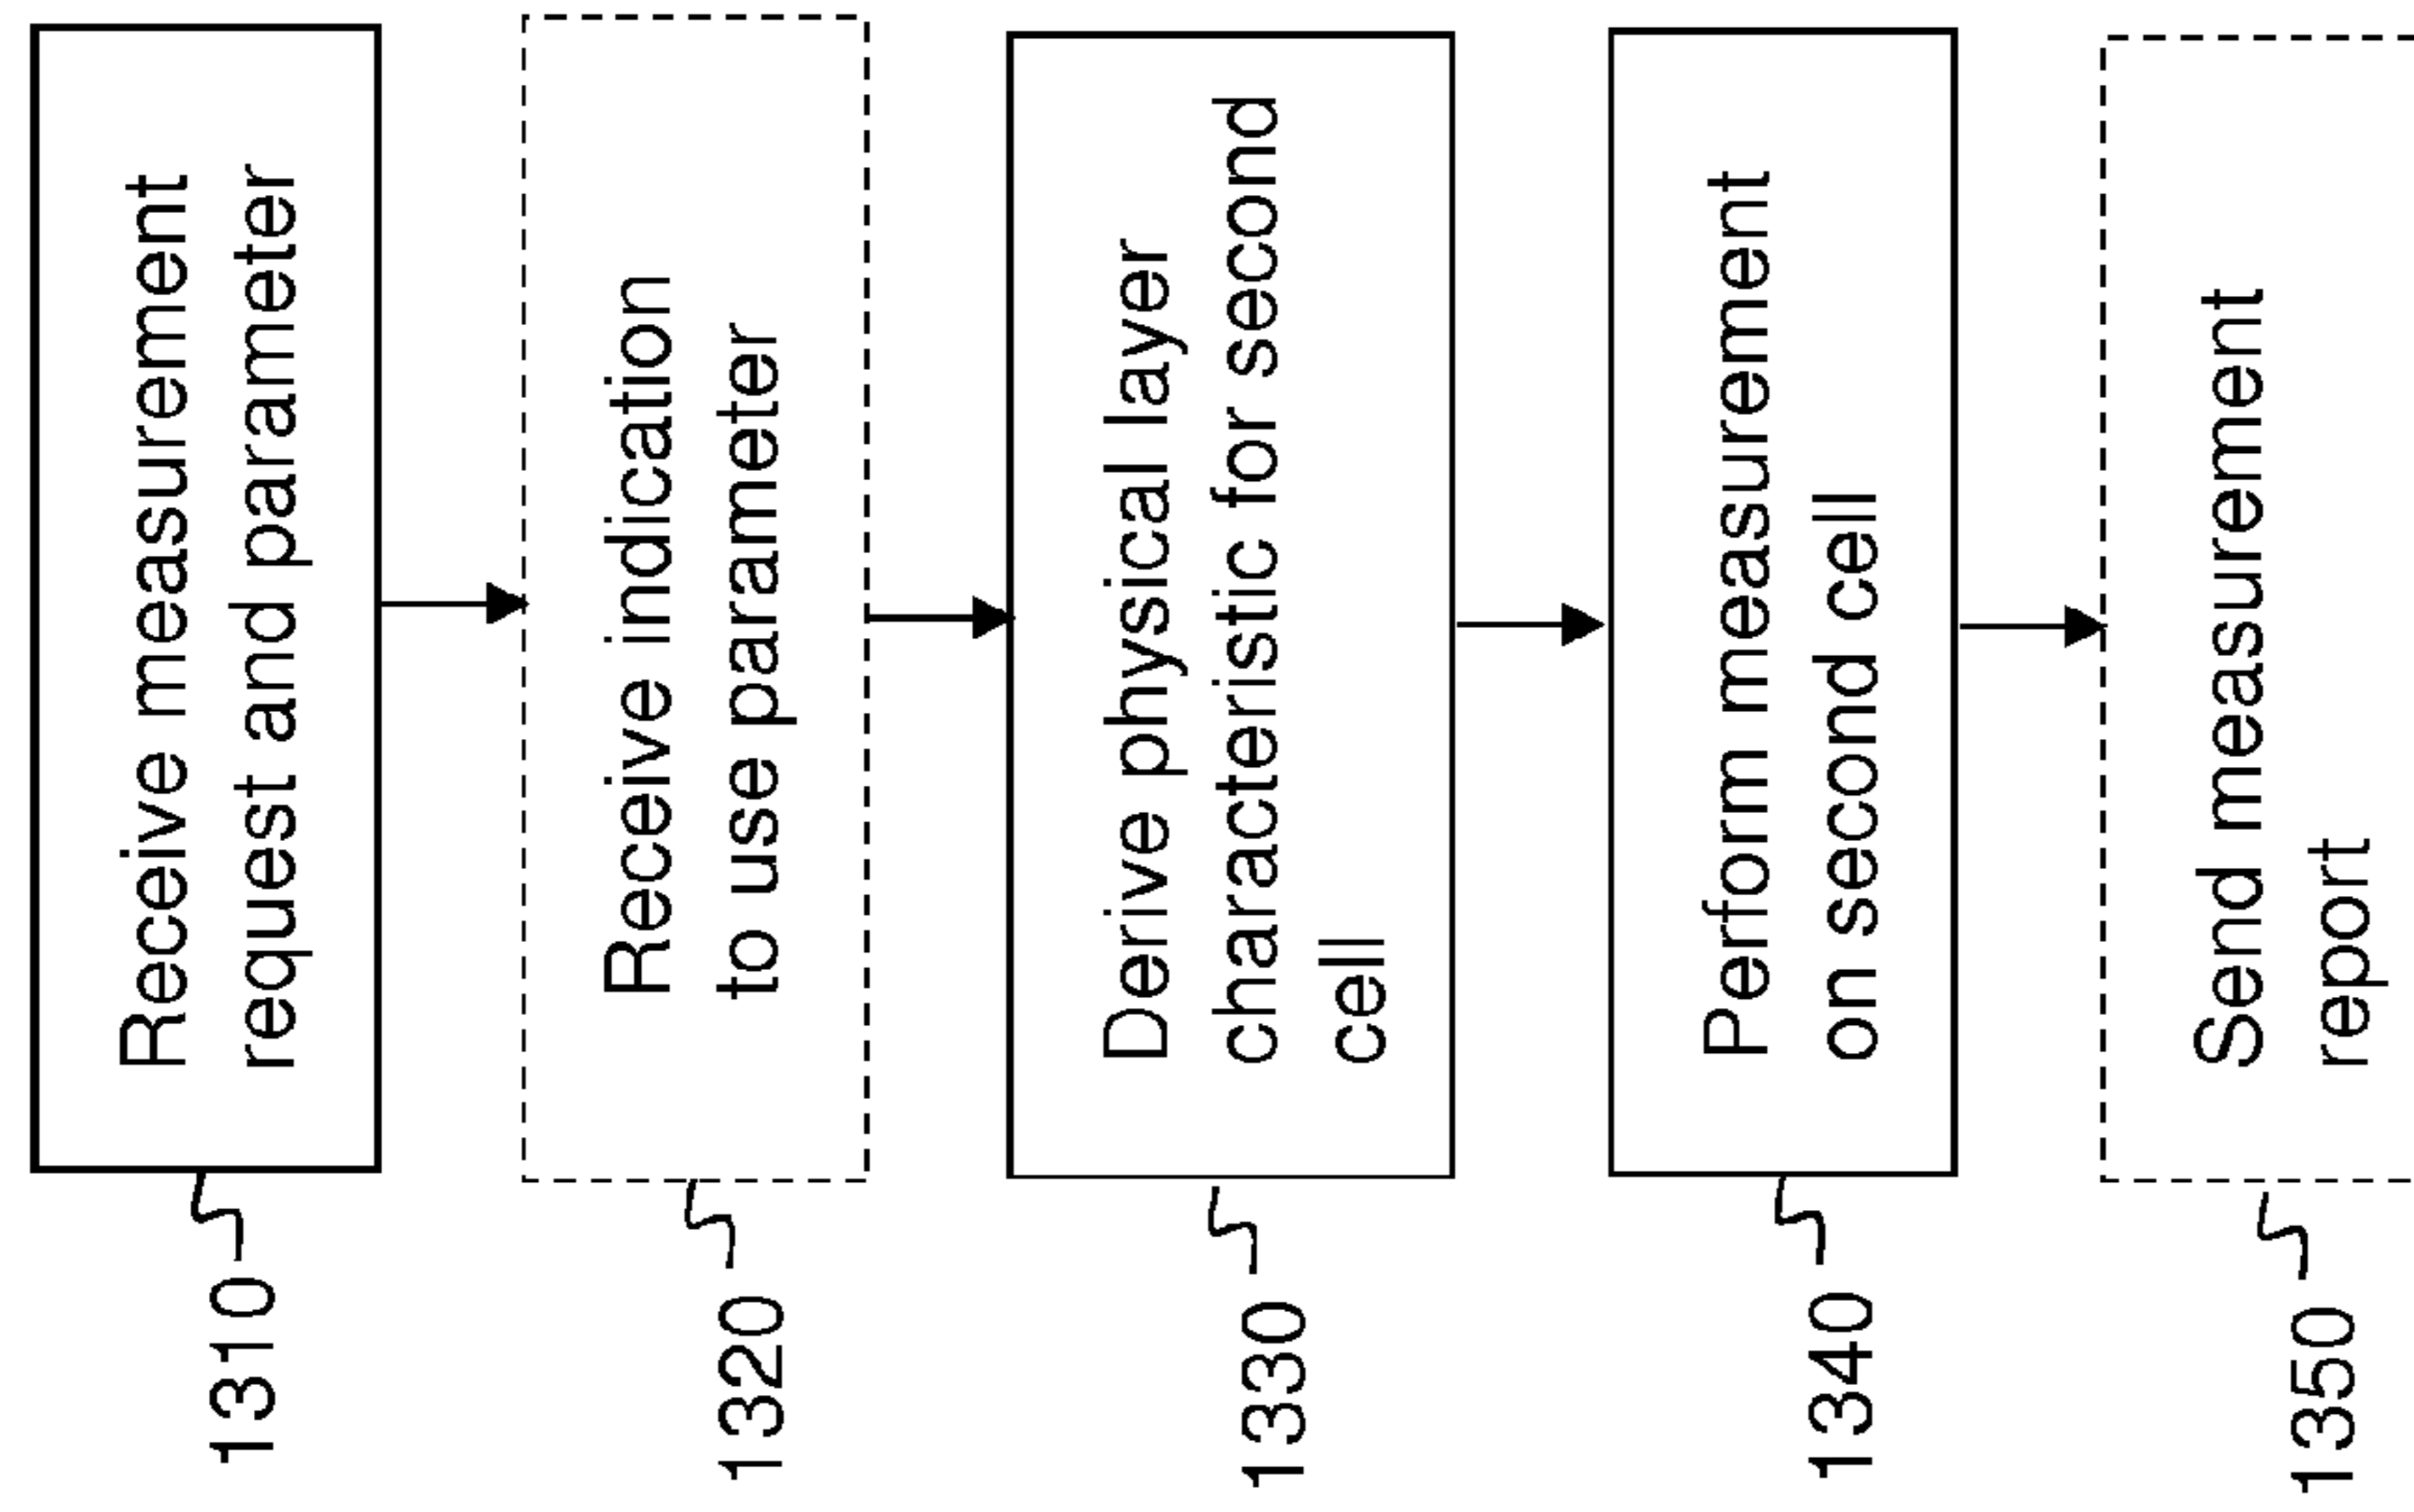 1310
Receive measurement
request and parameter
1320
Receive indication
to use parameter
1330
Derive physical layer
characteristic for second
cell
1340
Perform measurement
on second cell
1350
Send measurement
report